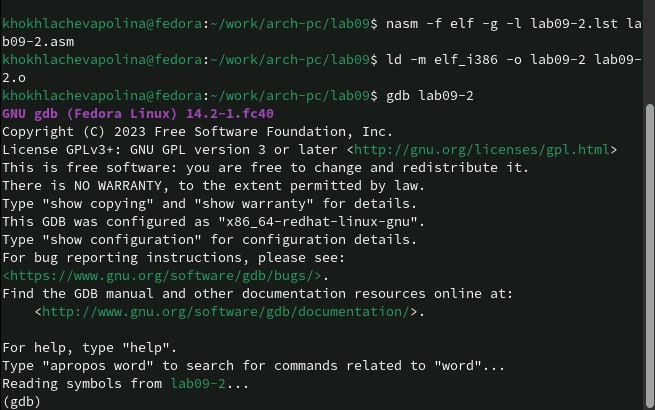 khokhlachevapolina@fedora:~/work/arch-pc/lab09$ nasm -f elf -g -l lab09-2.lst la
b09-2.asm
khokhlachevapolina@fedora:~/work/arch-pc/lab09$ ld -m elf_i386 -o lab09-2 lab09-
2.o
khokhlachevapolina@fedora:~/work/arch-pc/lab09$ gdb lab09-2
GNU gdb (Fedora Linux) 14.2-1.fc40
Copyright (C) 2023 Free Software Foundation, Inc.
License GPLv3+: GNU GPL version 3 or later <http://gnu.org/licenses/gpl.html>
This is free software: you are free to change and redistribute it.
There is NO WARRANTY, to the extent permitted by law.
Type "show copying" and "show warranty" for details.
This GDB was configured as "x86_64-redhat-linux-gnu".
Type "show configuration" for configuration details.
For bug reporting instructions, please see:
<https://www.gnu.org/software/gdb/bugs/>.
Find the GDB manual and other documentation resources online at:
    <http://www.gnu.org/software/gdb/documentation/>.

For help, type "help".
Type "apropos word" to search for commands related to "word"...
Reading symbols from lab09-2...
(gdb)